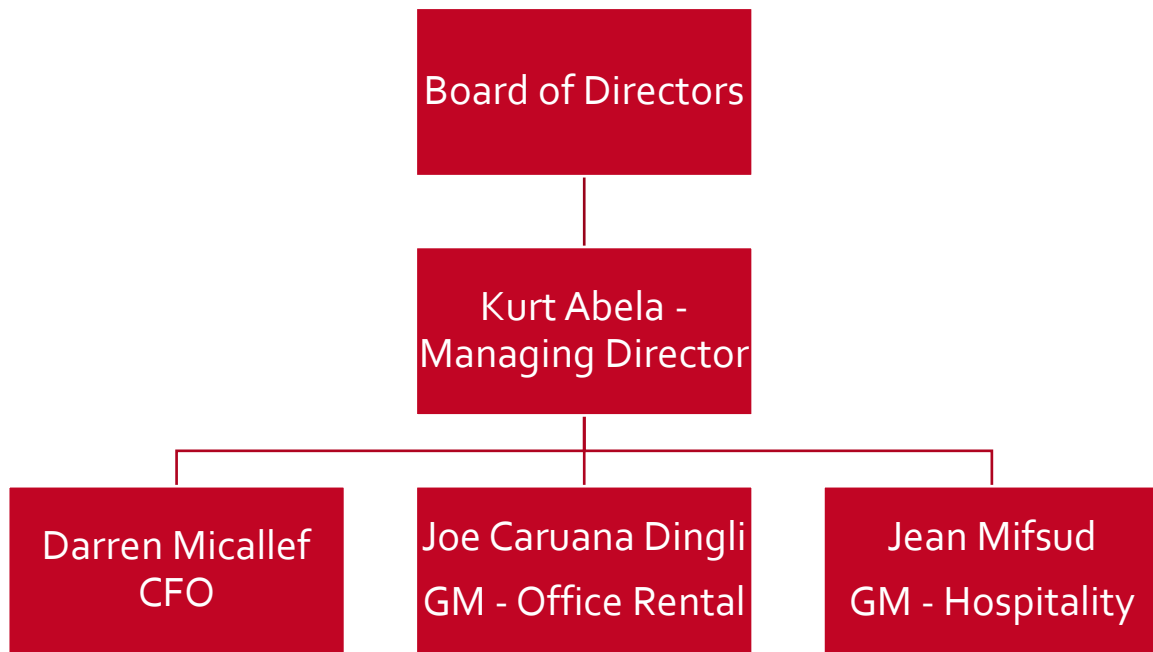 Board of Directors
Kurt Abela -
Managing Director
Darren Micallef
CFO
Joe Caruana Dingli
GM - Office Rental
Jean Mifsud
GM - Hospitality